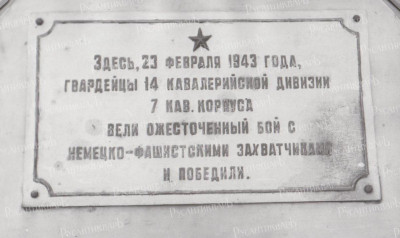 Здесь, 23 февраля 1943 года,
гвардейцы 14 кавалерийской дивизии
7 кав. корпуса
вели ожесточенный бой с
немецко-фашистскими захватчиками
и победили.